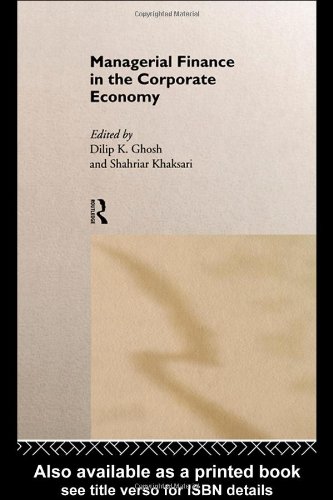 Managerial Finance
in the Corporate
Economy
Edited by
Dilip K. Ghosh
and Shahriar Khaksari
ROUTLEDGE
Also available as a printed book
see title verso for ISBN details